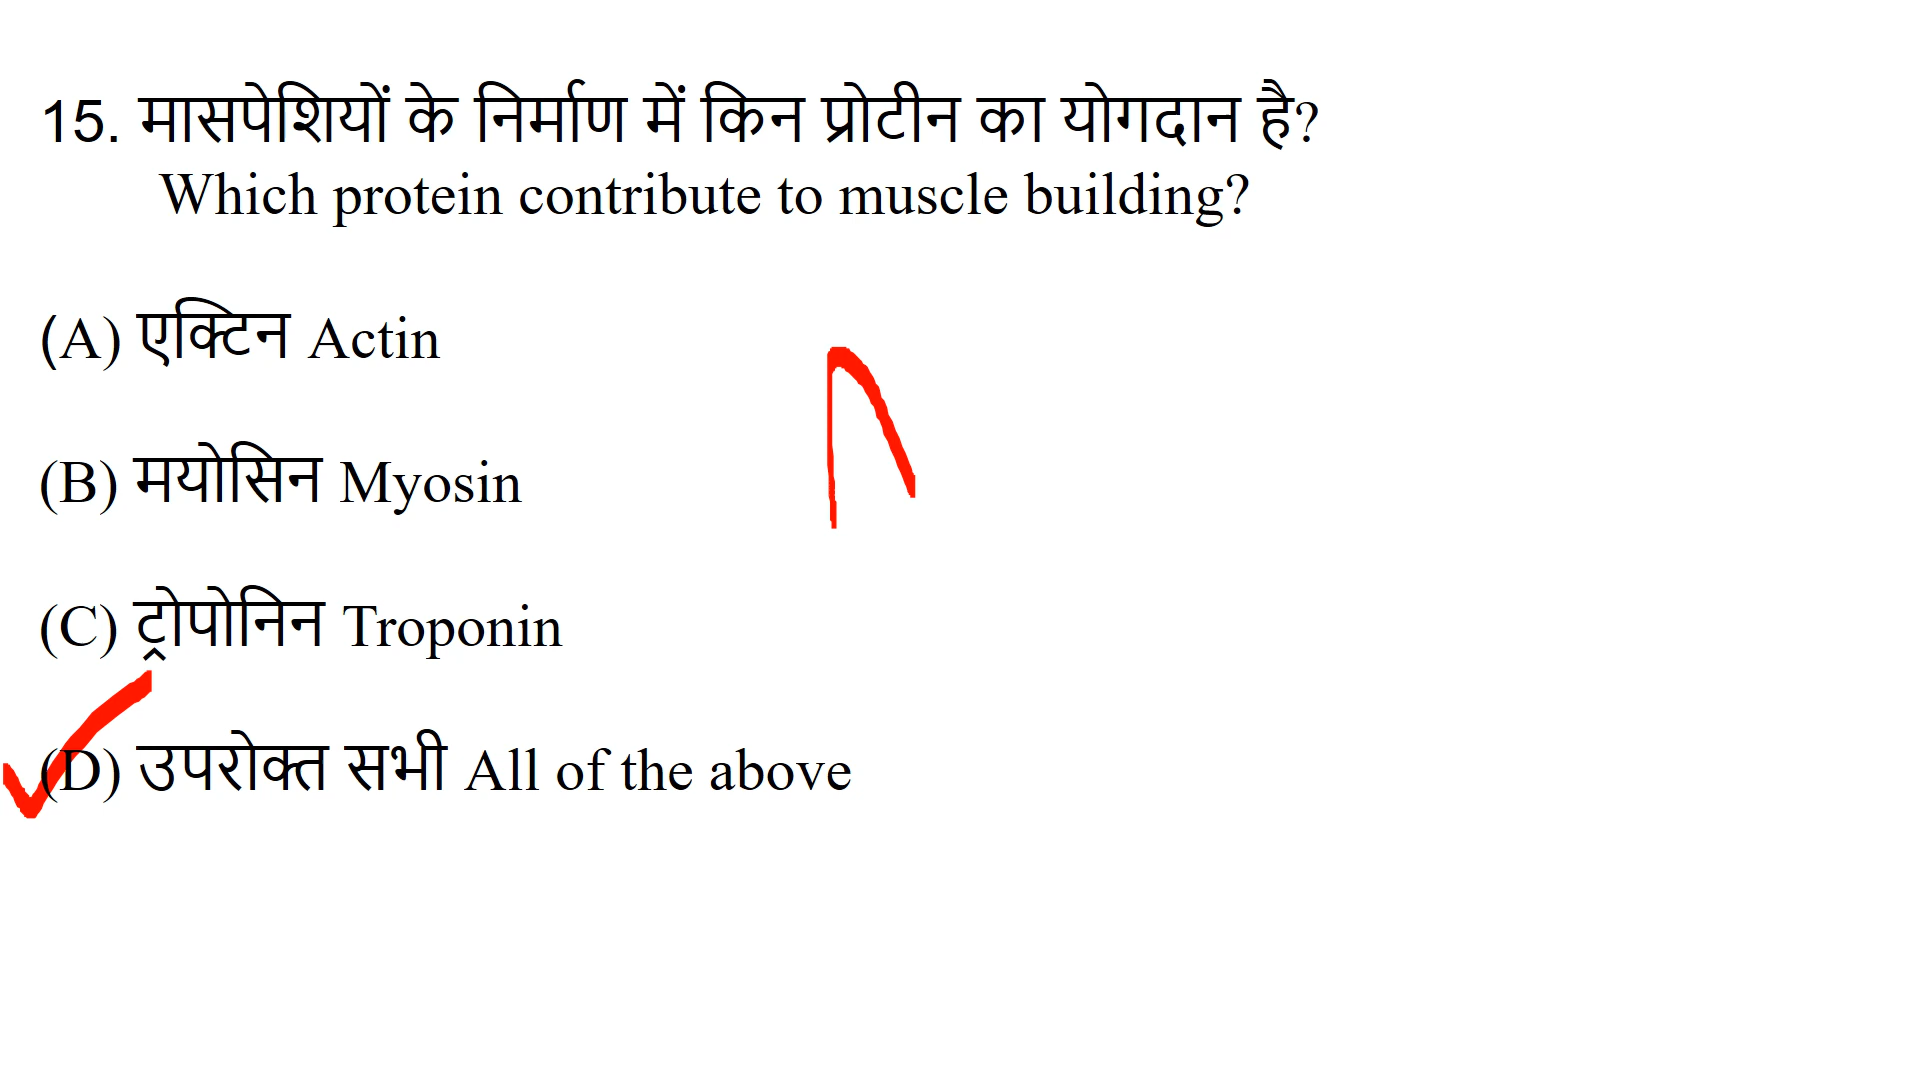 15. मासपेशियों के निर्माण में किन प्रोटीन का योगदान है?
Which protein contribute to muscle building?
(A) एक्टिन Actin
(B) मयोसिन Myosin
(C) ट्रोपोनिन Troponin
(D) उपरोक्त सभी All of the above